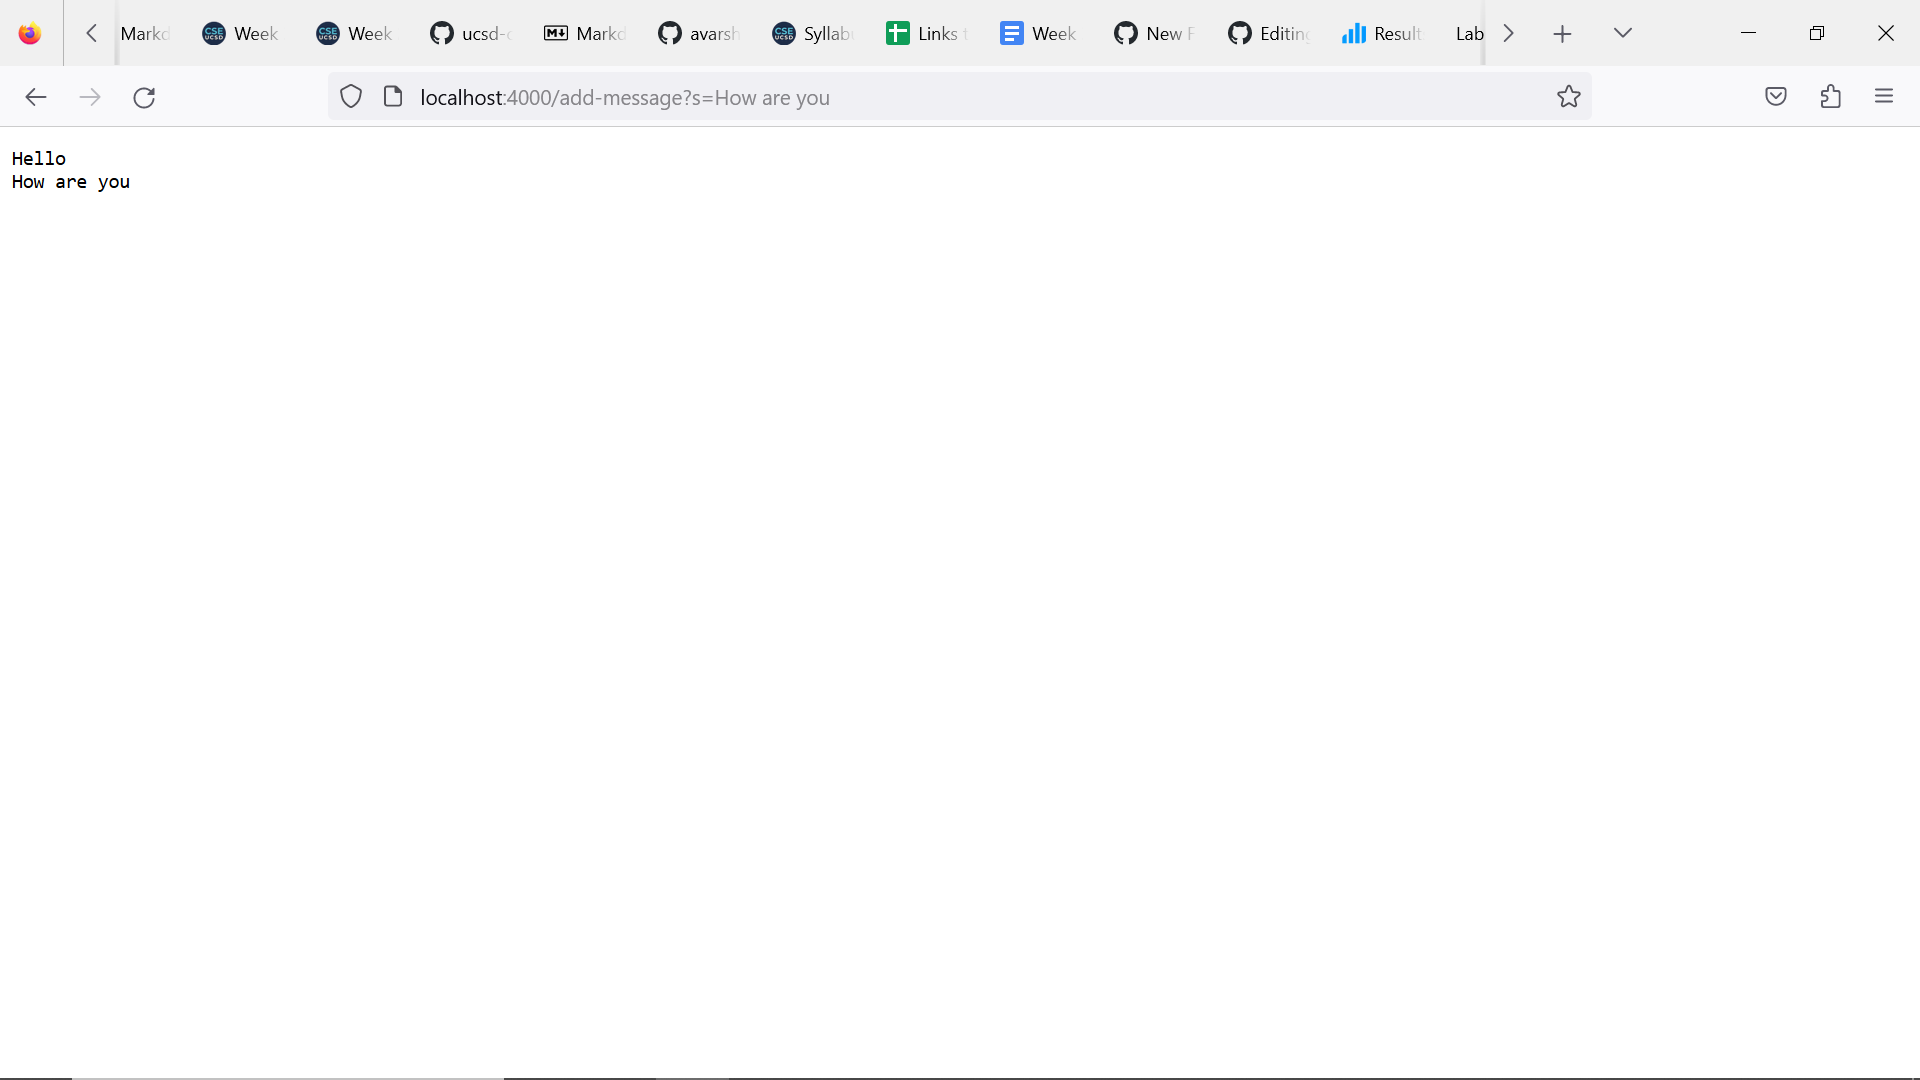 Markd
Week
Week
ucsd-c
Markd
avarsh
Syllabu
Links t
Week
New F
Editing
Result
Lab
localhost:4000/add-message?s=How are you
Hello
How are you